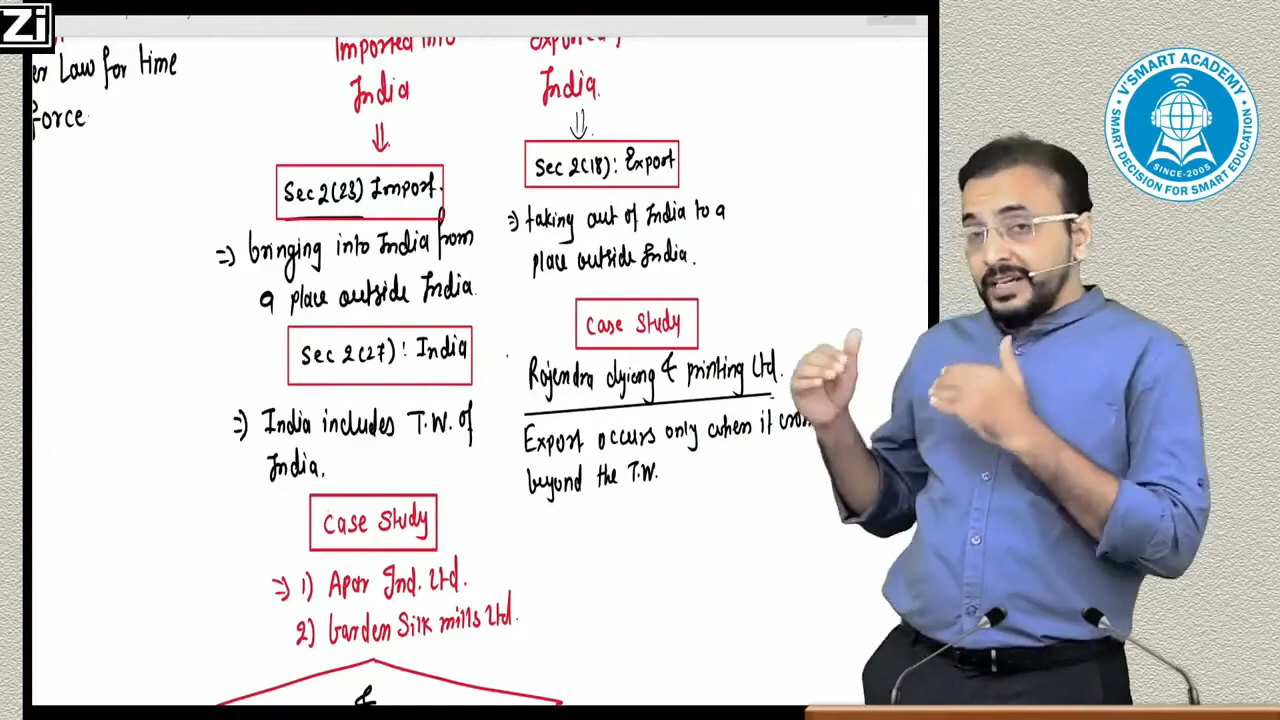 Zi
er Law for time
force
Imported into
India
Sec 2(23) Import.
⇒ bringing into India from
a place outside India
Sec 2(27): India
⇒ India includes T.W. of
India.
Case Study
⇒ 1) Apar Ind. Ltd.
2) Garden Silk mills Ltd.
&
India.
Sec 2(18): Export
⇒ taking out of India to a
place outside India.
Case Study
Rajendra dyieng & printing Ltd.
Export occurs only when it
beyond the T.W.
V'SMART ACADEMY
SINCE-2005
SMART DECISION FOR SMART EDUCATION